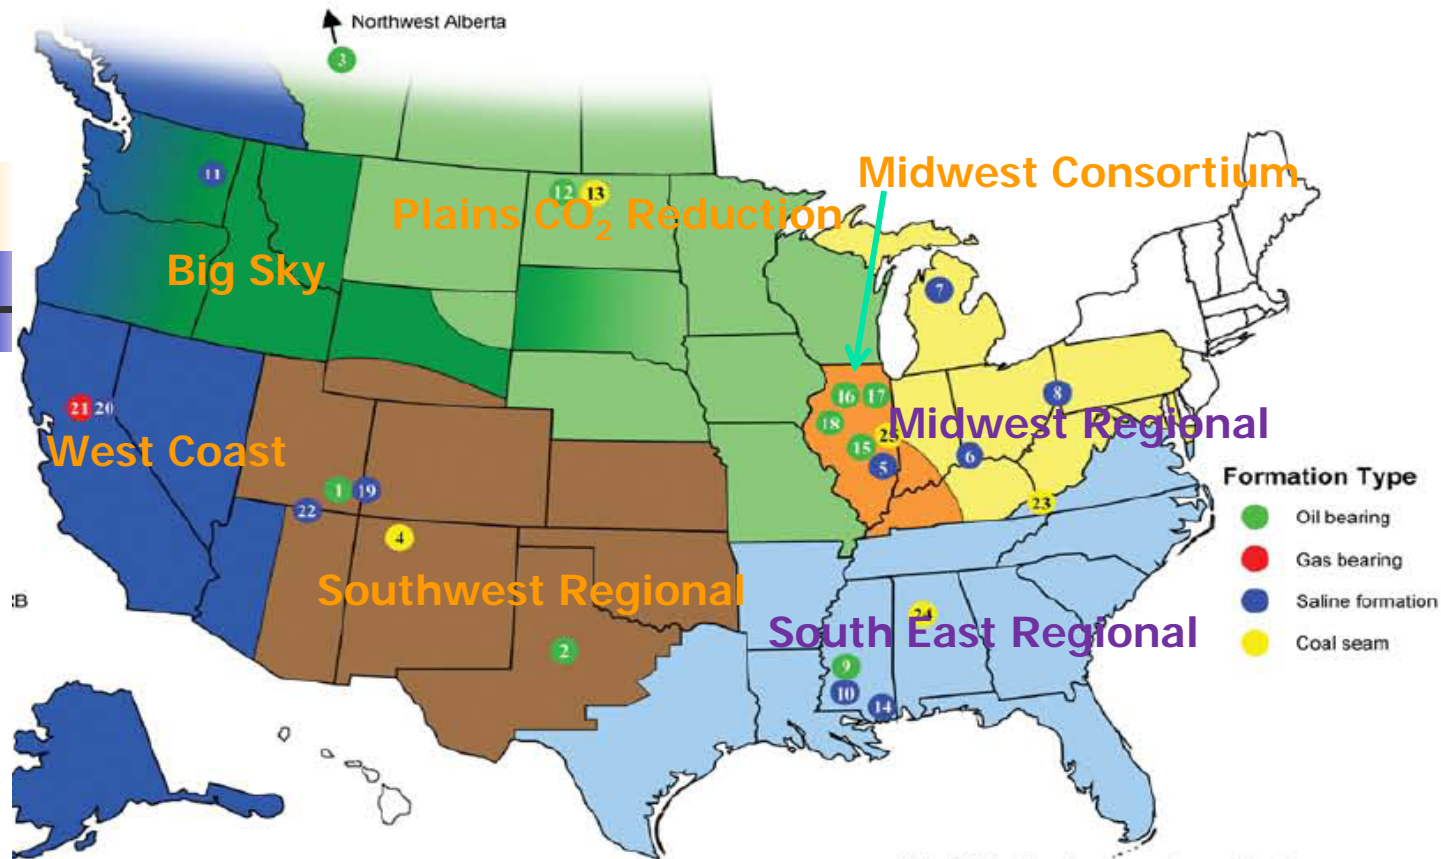 Northwest Alberta
3
Midwest Consortium
11
12
13
Plains CO₂ Reduction
Big Sky
7
21
20
16
17
8
18
25
Midwest Regional
West Coast
15
5
6
Formation Type
1
19
22
23
Oil bearing
4
Gas bearing
Southwest Regional
:B
Saline formation
24
South East Regional
Coal seam
2
9
10
14